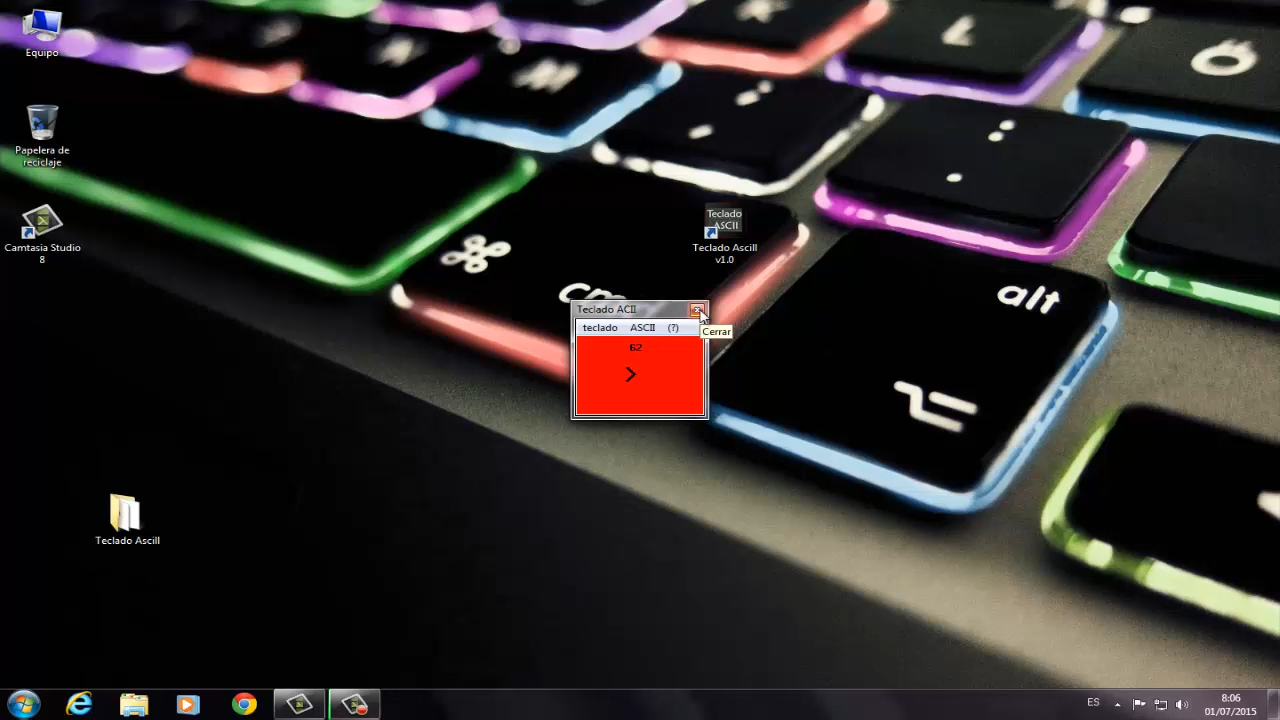 Equipo
Papelera de
reciclaje
Camtasia Studio
8
Teclado
ASCII
Teclado Ascill
v1.0
cm
alt
L
Ö
M
Teclado ACII
teclado ASCII (?)
Cerrar
62
>
Teclado Ascill
ES
8:06
01/07/2015